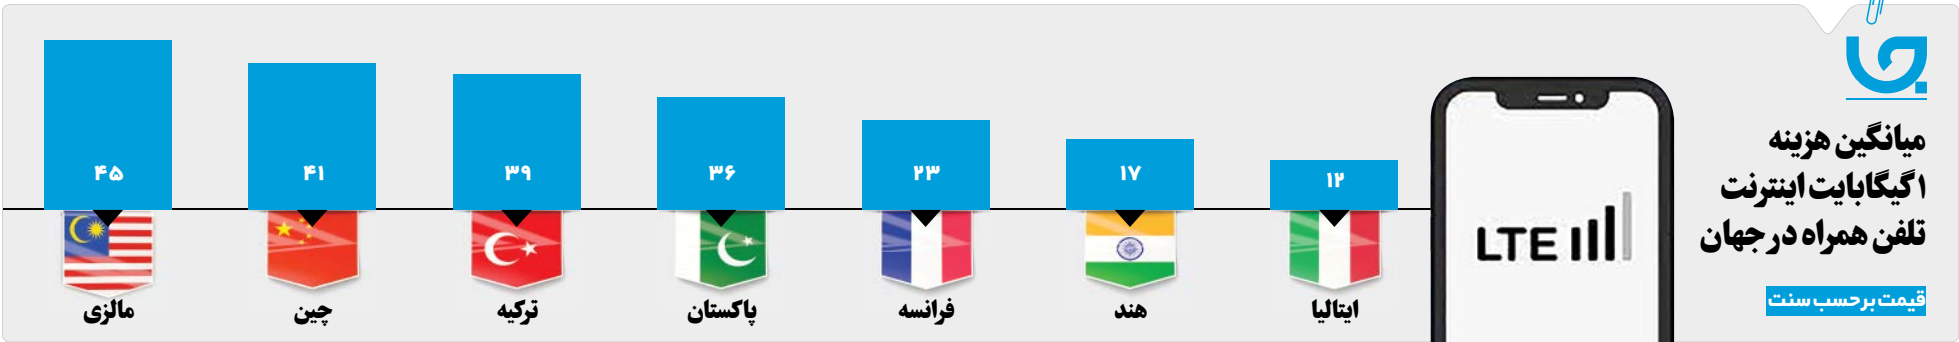 میانگین هزینه
۱ گیگابایت اینترنت
تلفن همراه در جهان
قیمت بر حسب سنت
LTE
۱۲
۱۷
۲۳
۳۶
۳۹
۴۱
۴۵
ایتالیا
هند
فرانسه
پاکستان
ترکیه
چین
مالزی